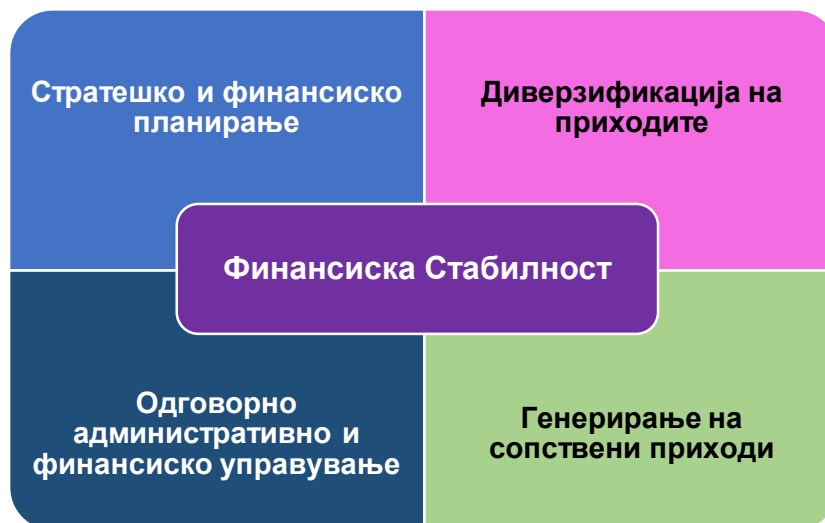 Стратешко и финансиско
планирање
Диверзификација на
приходите
Финансиска Стабилност
Одговорно
административно и
финансиско управување
Генерирање на
сопствени приходи